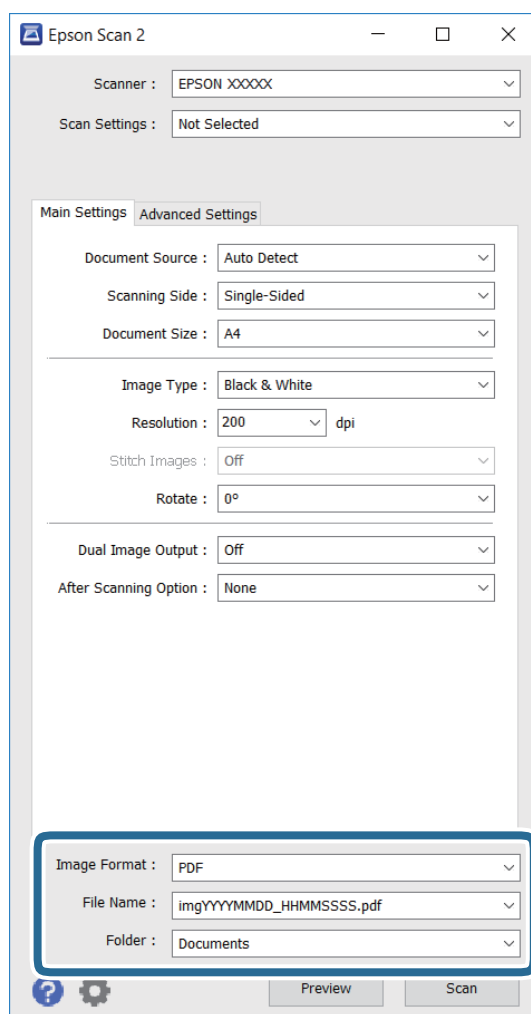 Epson Scan 2
Scanner : EPSON XXXXX
Scan Settings : Not Selected
Main Settings Advanced Settings
Document Source : Auto Detect
Scanning Side : Single-Sided
Document Size : A4
Image Type : Black & White
Resolution : 200 dpi
Stitch Images : Off
Rotate : 0°
Dual Image Output : Off
After Scanning Option : None
Image Format : PDF
File Name : imgYYYYMMDD_HHMMSSSS.pdf
Folder : Documents
? Preview Scan